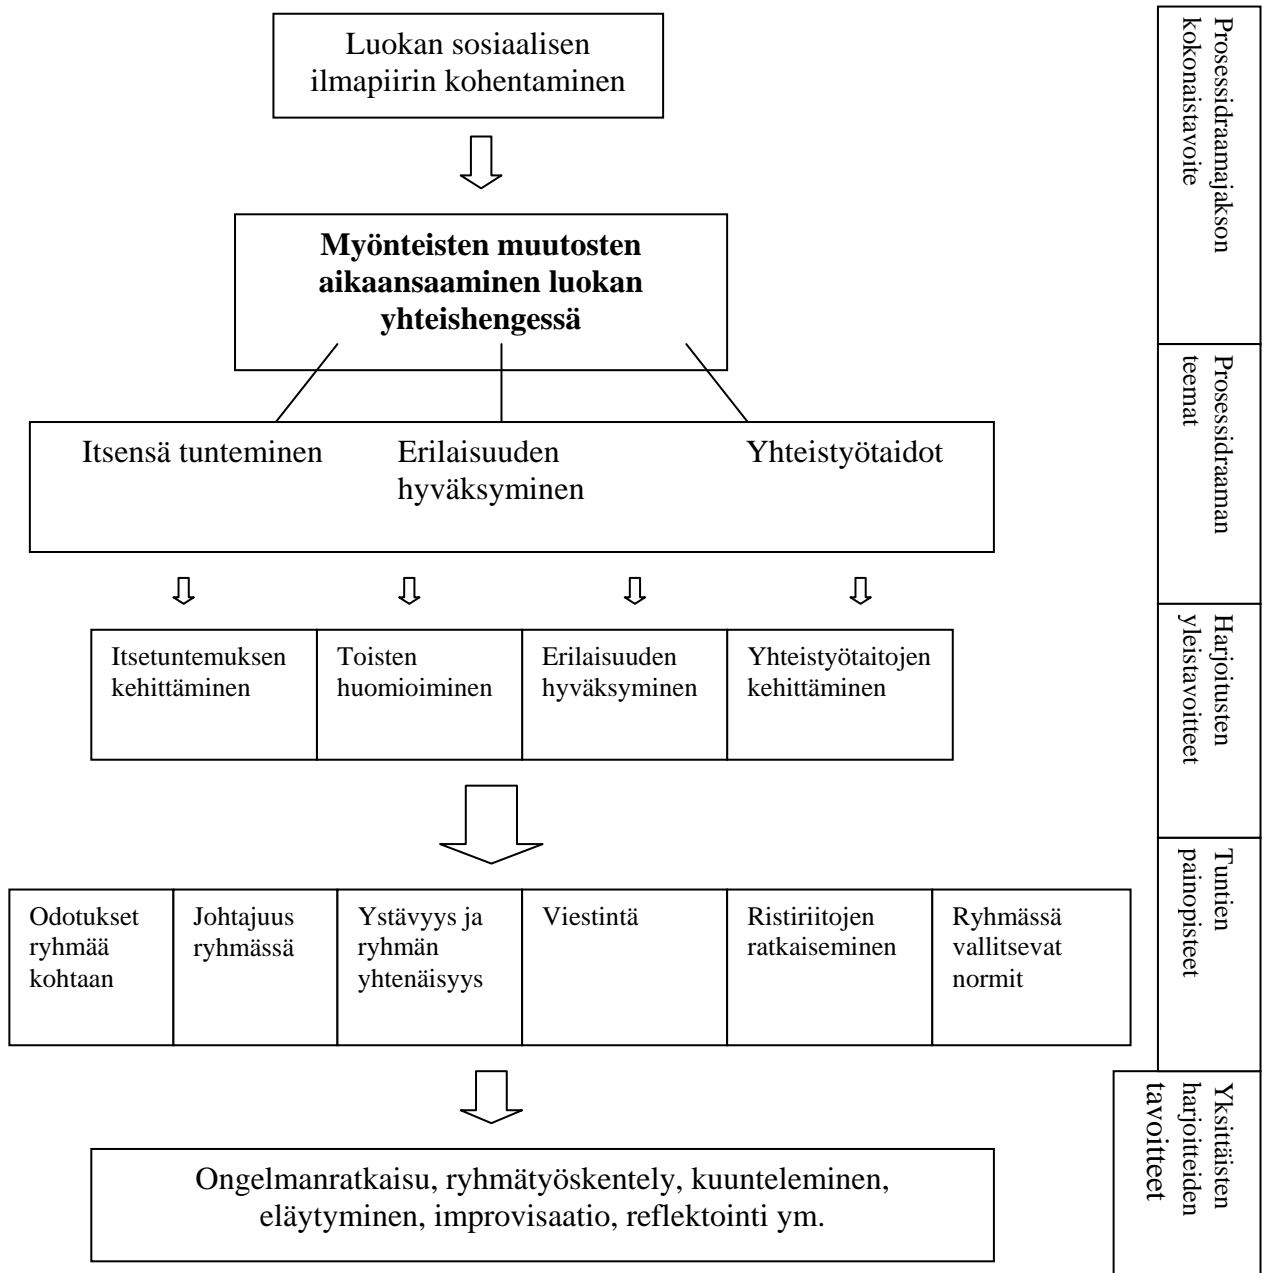 Luokan sosiaalisen
ilmapiirin kohentaminen
Myönteisten muutosten
aikaansaaminen luokan
yhteishengessä
Itsensä tunteminen
Erilaisuuden
hyväksyminen
Yhteistyötaidot
Itsetuntemuksen
kehittäminen
Toisten
huomioiminen
Erilaisuuden
hyväksyminen
Yhteistyötaitojen
kehittäminen
Odotukset
ryhmää
kohtaan
Johtajuus
ryhmässä
Ystävyys ja
ryhmän
yhtenäisyys
Viestintä
Ristiriitojen
ratkaiseminen
Ryhmässä
vallitsevat
normit
Ongelmanratkaisu, ryhmätyöskentely, kuunteleminen,
eläytyminen, improvisaatio, reflektointi ym.
Prosessidraamajakson
kokonaistavoite
Prosessidraaman
teemat
Harjoitusten
yleistavoitteet
Tuntien
painopisteet
Yksittäisten
harjoitteiden
tavoitteet